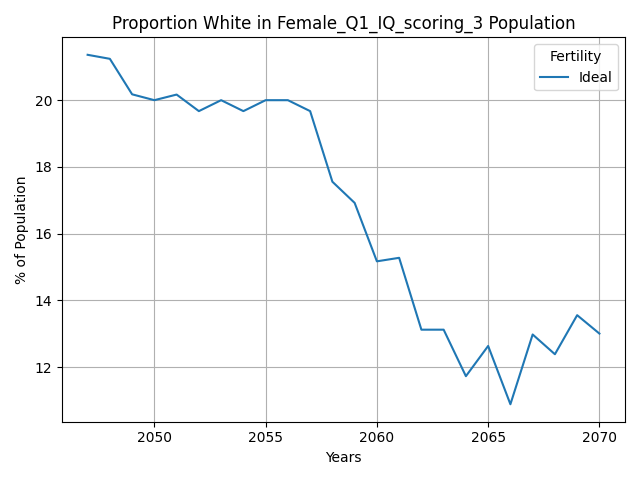 Proportion White in Female_Q1_IQ_scoring_3 Population
Fertility
Ideal
% of Population
20
18
16
14
12
2050 2055 2060 2065 2070
Years